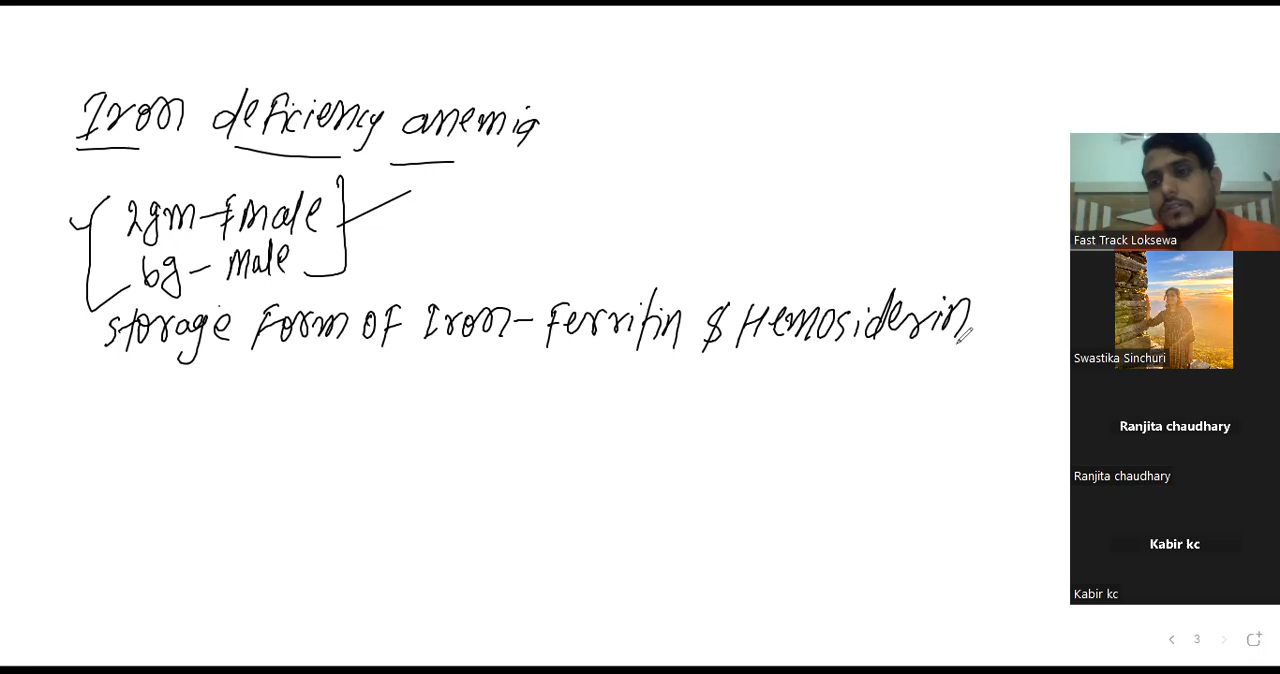 Iron deficiency anemia
2gm-female
6g- male
storage form of Iron-Ferritin & Hemosiderin
Fast Track Loksewa
Swastika Sinchuri
Ranjita chaudhary
Ranjita chaudhary
Kabir kc
Kabir kc
3